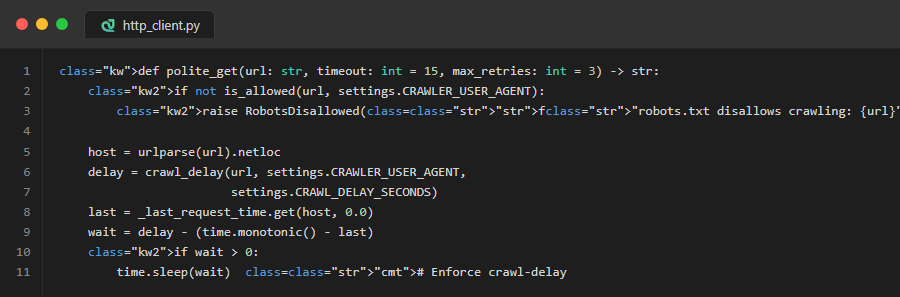 http_client.py
1 class="kw">def polite_get(url: str, timeout: int = 15, max_retries: int = 3) -> str:
2 class="kw2">if not is_allowed(url, settings.CRAWLER_USER_AGENT):
3 class="kw2">raise RobotsDisallowed(class=class="str">"str">fclass="str">"robots.txt disallows crawling: {url}"
4
5 host = urlparse(url).netloc
6 delay = crawl_delay(url, settings.CRAWLER_USER_AGENT,
7 settings.CRAWL_DELAY_SECONDS)
8 last = _last_request_time.get(host, 0.0)
9 wait = delay - (time.monotonic() - last)
10 class="kw2">if wait > 0:
11 time.sleep(wait)  class=class="str">"cmt"># Enforce crawl-delay